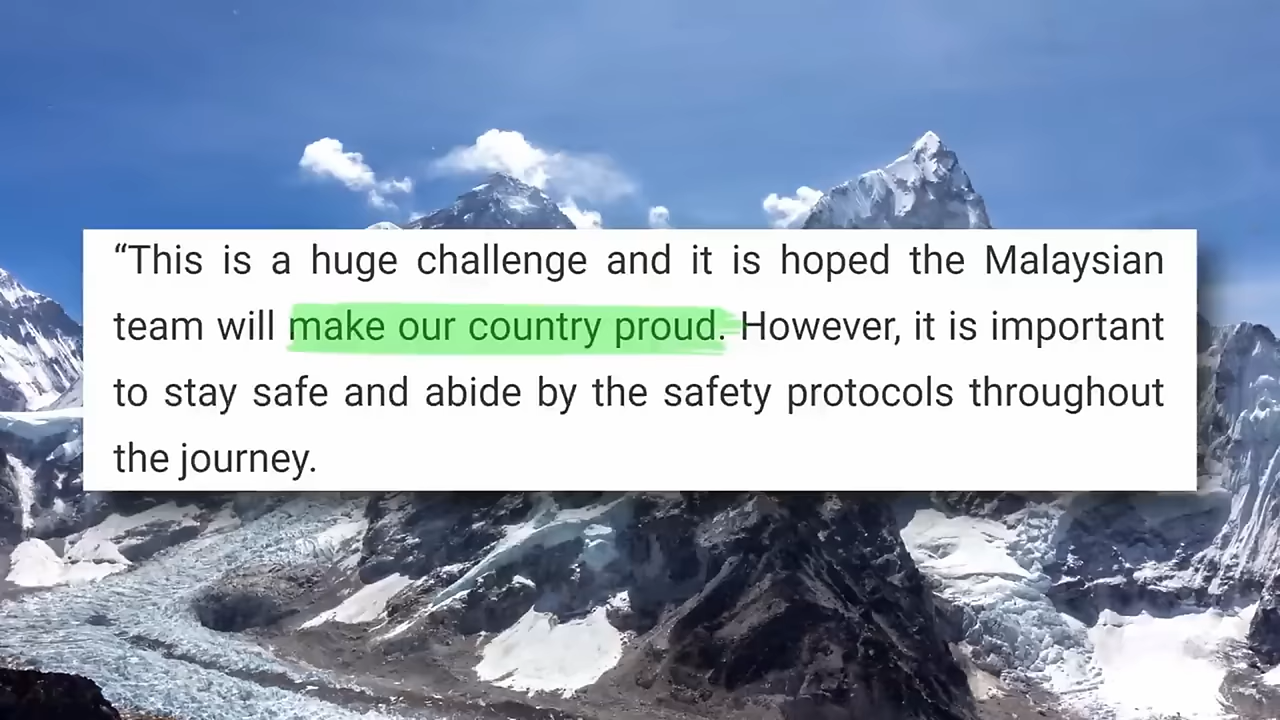 “This is a huge challenge and it is hoped the Malaysian
team will make our country proud. However, it is important
to stay safe and abide by the safety protocols throughout
the journey.